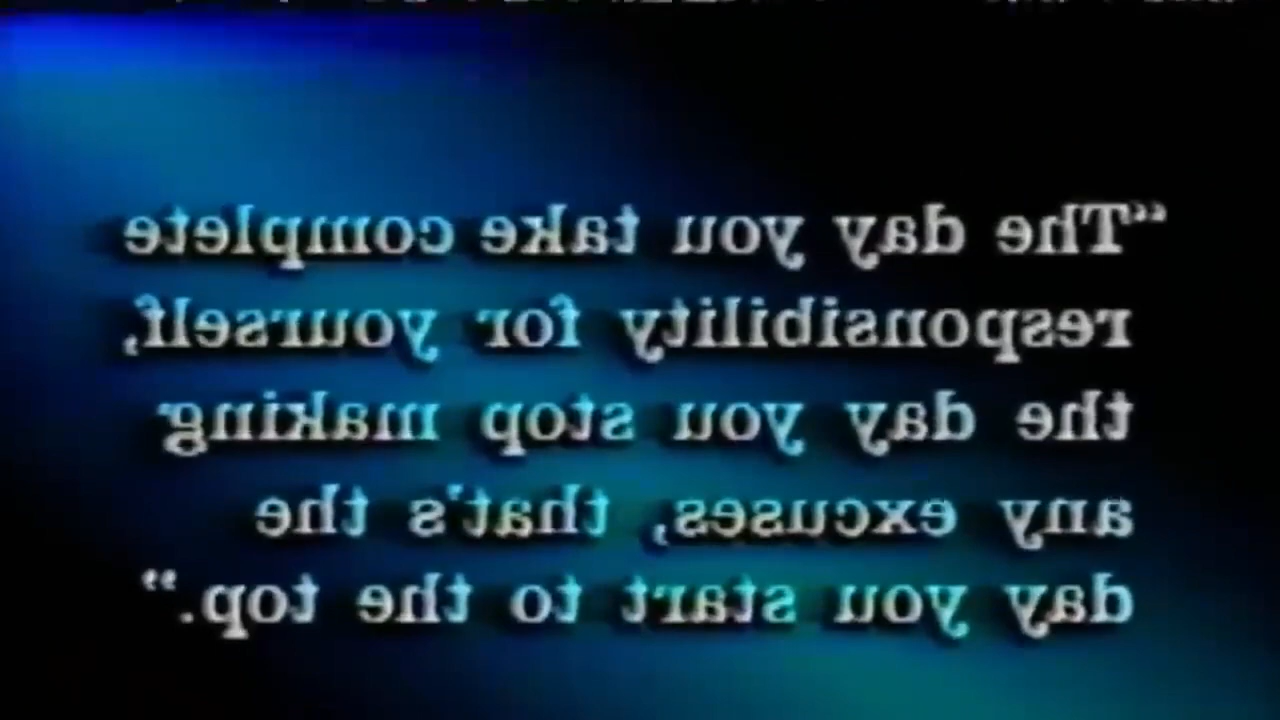 “The day you take complete
responsibility for yourself,
the day you stop making
any excuses, that's the
day you start to the top.”